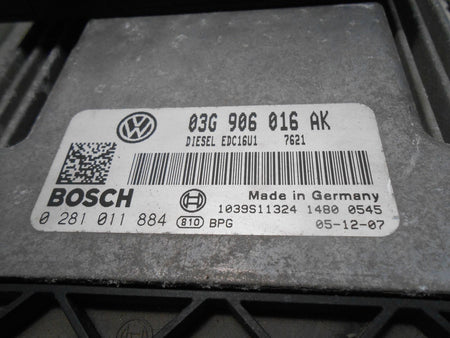 03G 906 016 AK
DIESEL EDC16U1 7621
BOSCH
Made in Germany
0 281 011 884
810 BPG
1039S11324 1480 0545
05-12-07